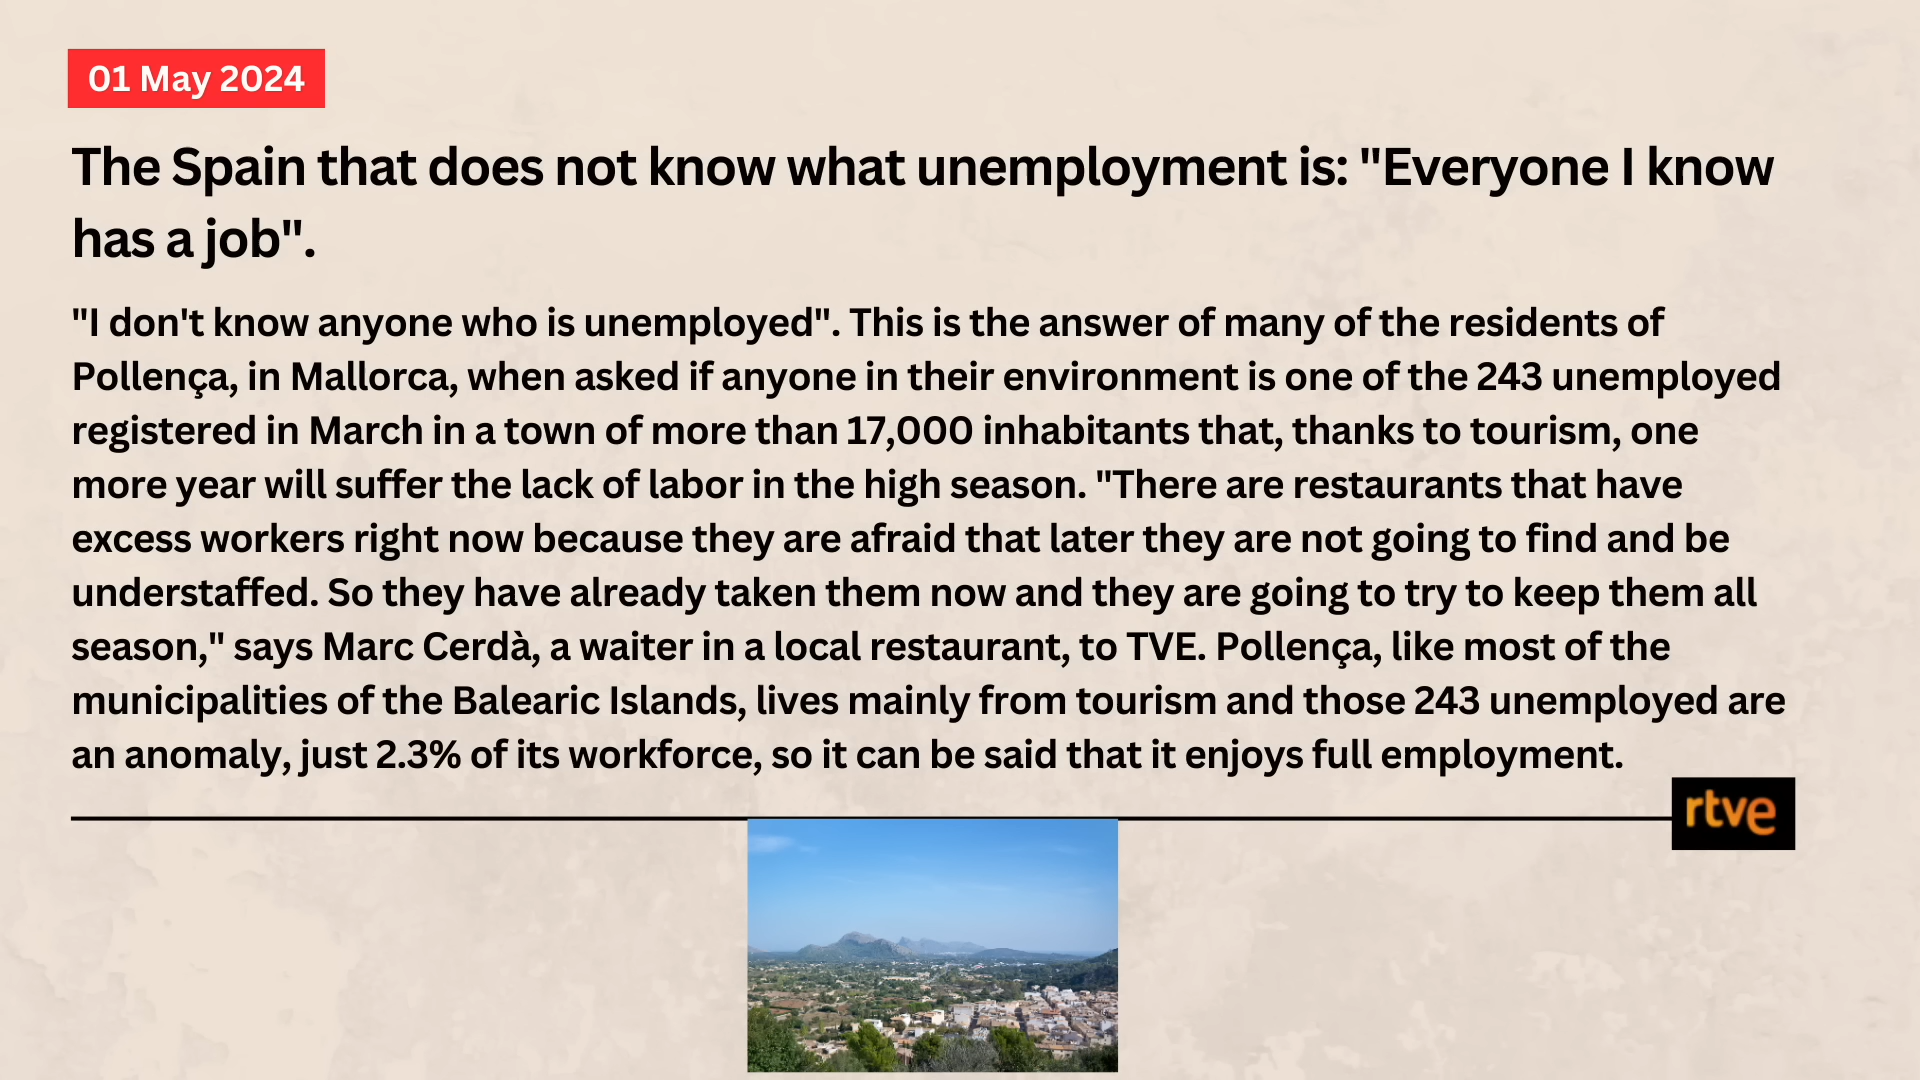 01 May 2024
The Spain that does not know what unemployment is: "Everyone I know
has a job".
"I don't know anyone who is unemployed". This is the answer of many of the residents of
Pollença, in Mallorca, when asked if anyone in their environment is one of the 243 unemployed
registered in March in a town of more than 17,000 inhabitants that, thanks to tourism, one
more year will suffer the lack of labor in the high season. "There are restaurants that have
excess workers right now because they are afraid that later they are not going to find and be
understaffed. So they have already taken them now and they are going to try to keep them all
season," says Marc Cerdà, a waiter in a local restaurant, to TVE. Pollença, like most of the
municipalities of the Balearic Islands, lives mainly from tourism and those 243 unemployed are
an anomaly, just 2.3% of its workforce, so it can be said that it enjoys full employment.
rtve